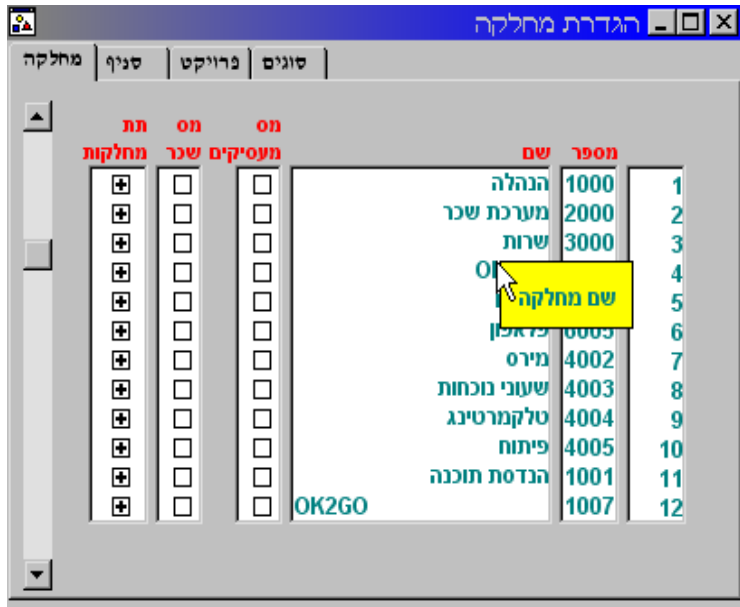 הגדרת מחלקה
מחלקה סניף פרויקט סוגים
מספר שם מס מעסיקים מס שכר תת מחלקות
1 1000 הנהלה
2 2000 מערכת שכר
3 3000 שרות
4
5 שם מחלקה
6 פלאפון
7 4002 מירס
8 4003 שעוני נוכחות
9 4004 טלקמרטינג
10 4005 פיתוח
11 1001 הנדסת תוכנה
12 1007 OK2GO